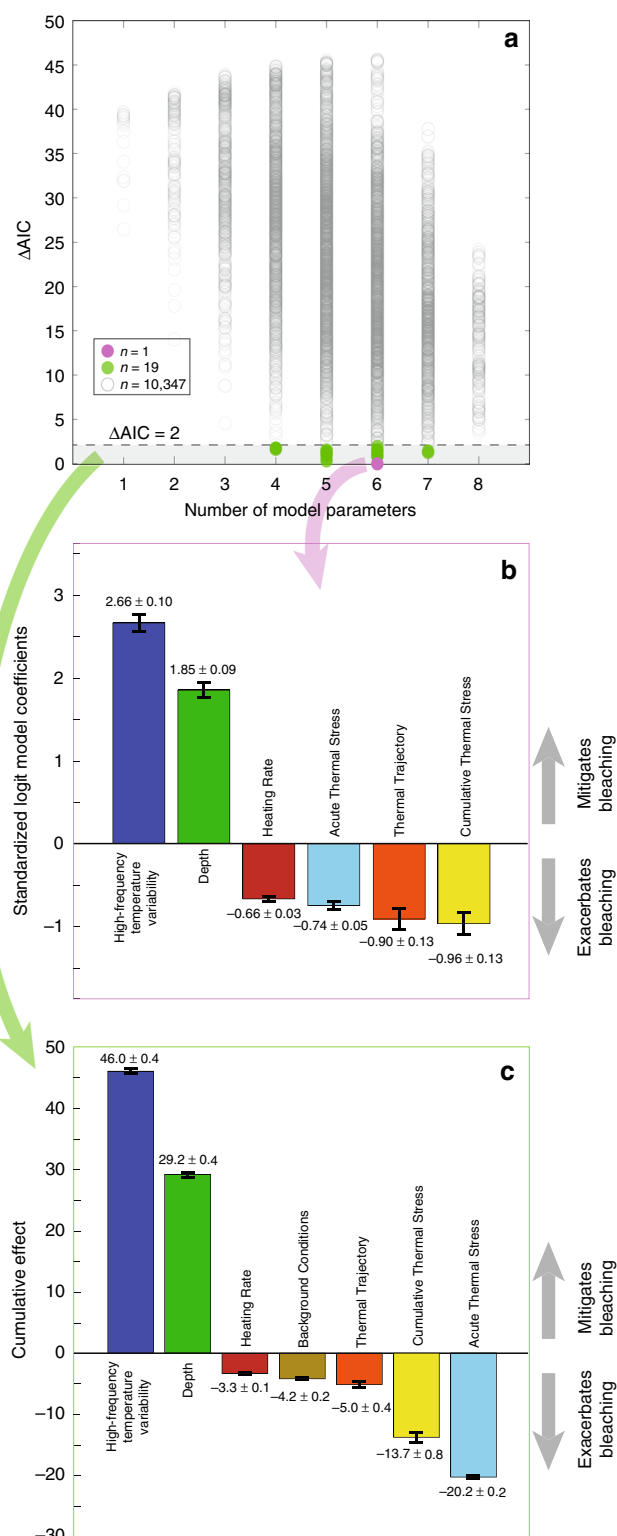 a
50
45
40
35
30
25
20
15
10
5
0
ΔAIC
n = 1
n = 19
n = 10,347
ΔAIC = 2
1 2 3 4 5 6 7 8
Number of model parameters
b
3
2
1
0
−1
Standardized logit model coefficients
2.66 ± 0.10
1.85 ± 0.09
Heating Rate
Acute Thermal Stress
Thermal Trajectory
Cumulative Thermal Stress
High-frequency
temperature
variability
Depth
−0.66 ± 0.03
−0.74 ± 0.05
−0.90 ± 0.13
−0.96 ± 0.13
Mitigates
bleaching
Exacerbates
bleaching
c
50
40
30
20
10
0
−10
−20
−30
Cumulative effect
46.0 ± 0.4
29.2 ± 0.4
Heating Rate
Background Conditions
Thermal Trajectory
Cumulative Thermal Stress
Acute Thermal Stress
High-frequency
temperature
variability
Depth
−3.3 ± 0.1
−4.2 ± 0.2
−5.0 ± 0.4
−13.7 ± 0.8
−20.2 ± 0.2
Mitigates
bleaching
Exacerbates
bleaching